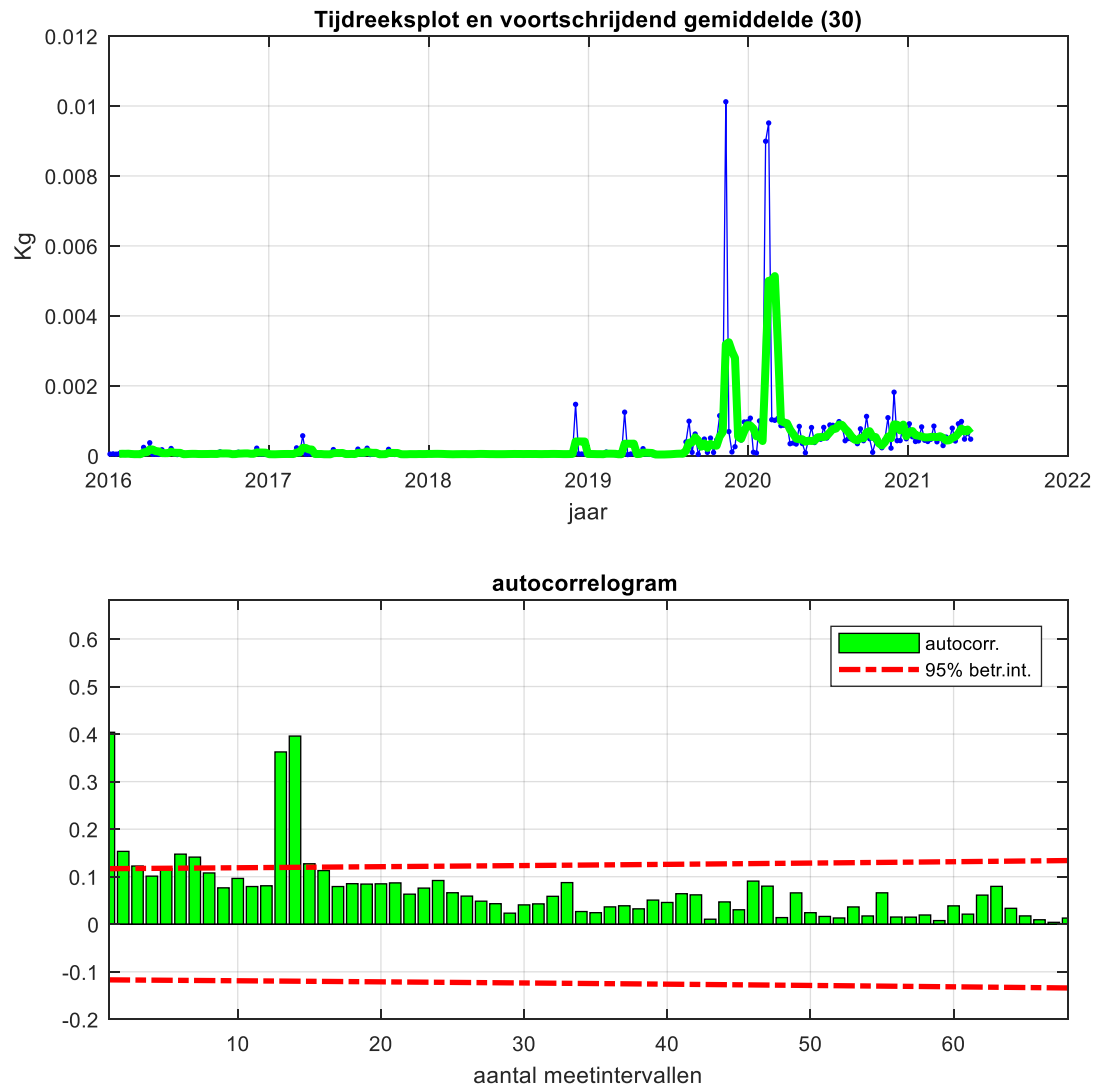 Tijdreeksplot en voortschrijdend gemiddelde (30)
0.012
0.01
0.008
0.006
0.004
0.002
0
Kg
2016 2017 2018 2019 2020 2021 2022
jaar
autocorrelogram
0.6
0.5
0.4
0.3
0.2
0.1
0
-0.1
-0.2
autocorr.
95% betr.int.
10 20 30 40 50 60
aantal meetintervallen